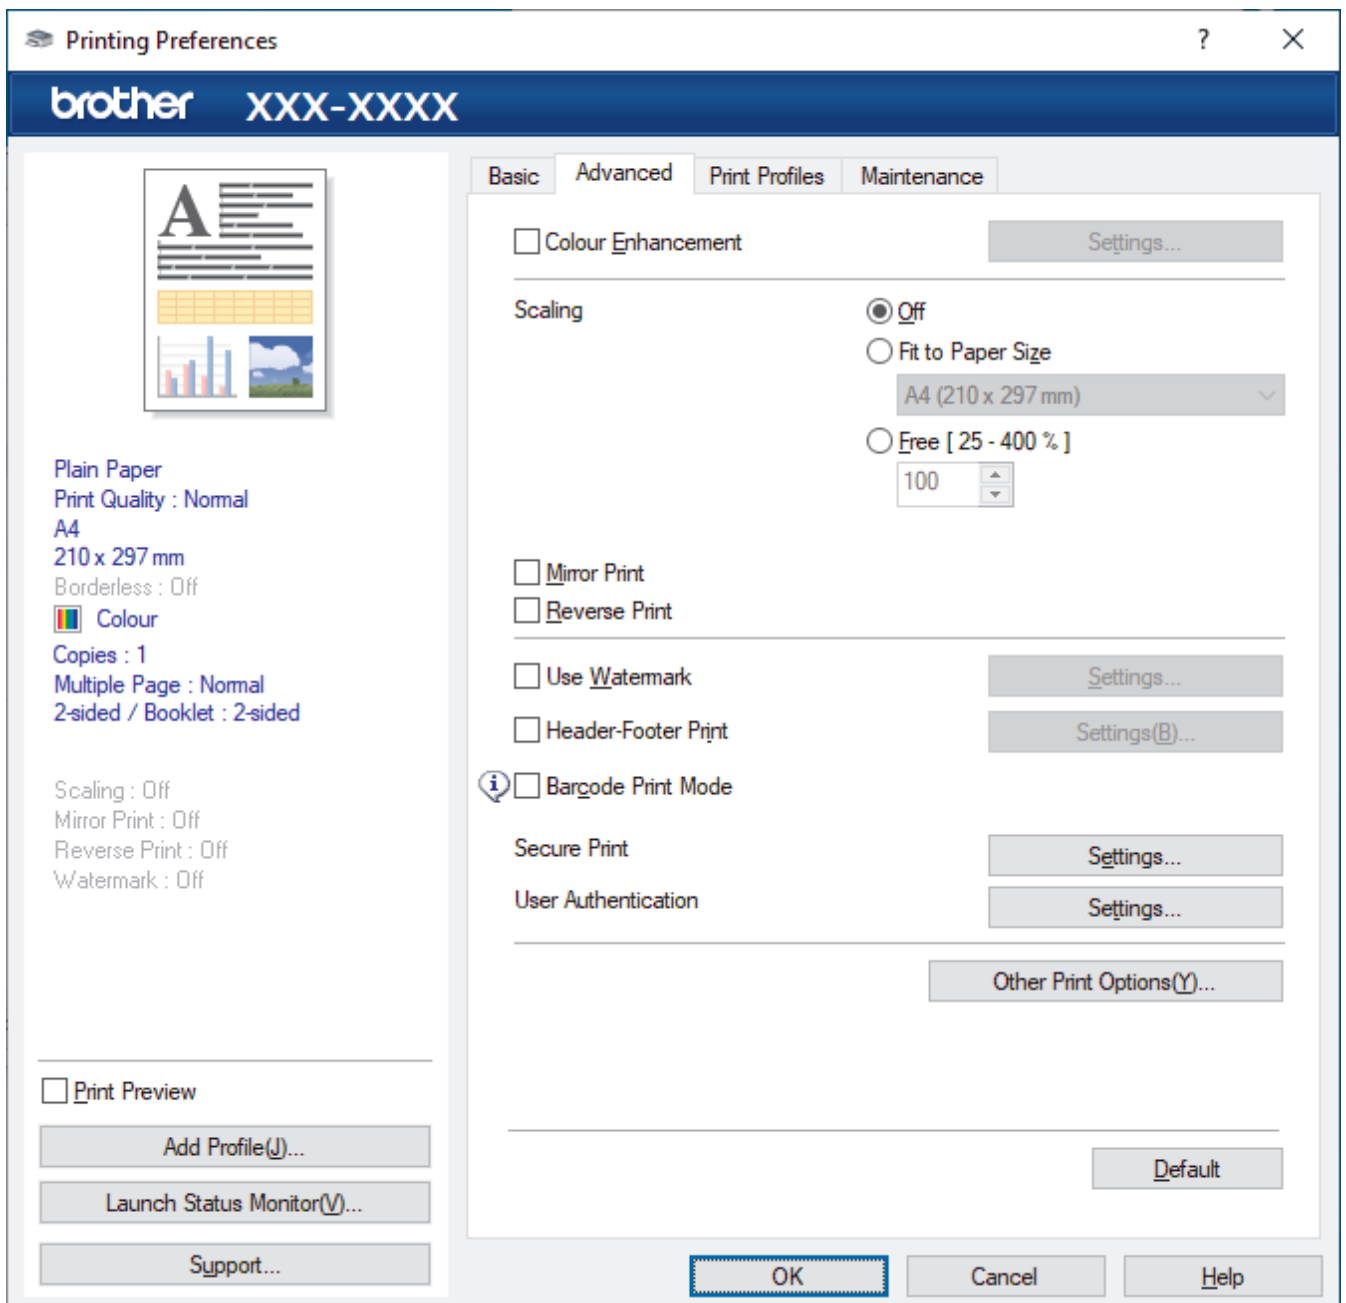 Printing Preferences
?
brother XXX-XXXX
Basic
Advanced
Print Profiles
Maintenance
A
Plain Paper
Print Quality : Normal
A4
210 x 297 mm
Borderless : Off
Colour
Copies : 1
Multiple Page : Normal
2-sided / Booklet : 2-sided
Scaling : Off
Mirror Print : Off
Reverse Print : Off
Watermark : Off
Print Preview
Add Profile(J)...
Launch Status Monitor(V)...
Support...
Colour Enhancement
Settings...
Scaling
Off
Fit to Paper Size
A4 (210 x 297 mm)
Free [ 25 - 400 % ]
100
Mirror Print
Reverse Print
Use Watermark
Settings...
Header-Footer Print
Settings(B)...
i
Barcode Print Mode
Secure Print
Settings...
User Authentication
Settings...
Other Print Options(Y)...
Default
OK
Cancel
Help